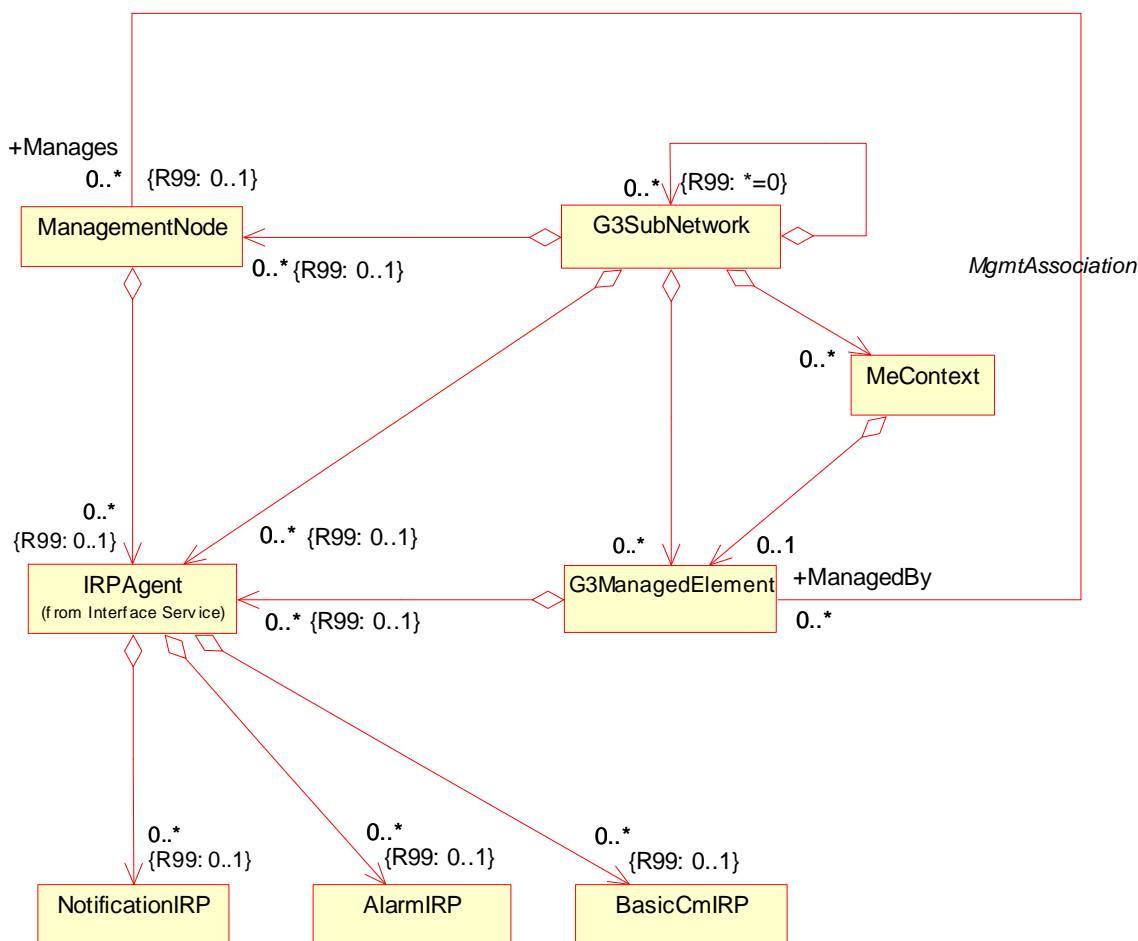 +Manages
0..* {R99: 0..1}
0..* {R99: *=0}
ManagementNode
G3SubNetwork
0..* {R99: 0..1}
MgmtAssociation
0..*
MeContext
0..*
{R99: 0..1}
0..* {R99: 0..1}
0..*
0..1
IRPAgent
(from Interface Service)
G3ManagedElement
+ManagedBy
0..* {R99: 0..1}
0..*
0..*
{R99: 0..1}
0..*
{R99: 0..1}
0..*
{R99: 0..1}
NotificationIRP
AlarmIRP
BasicCmIRP